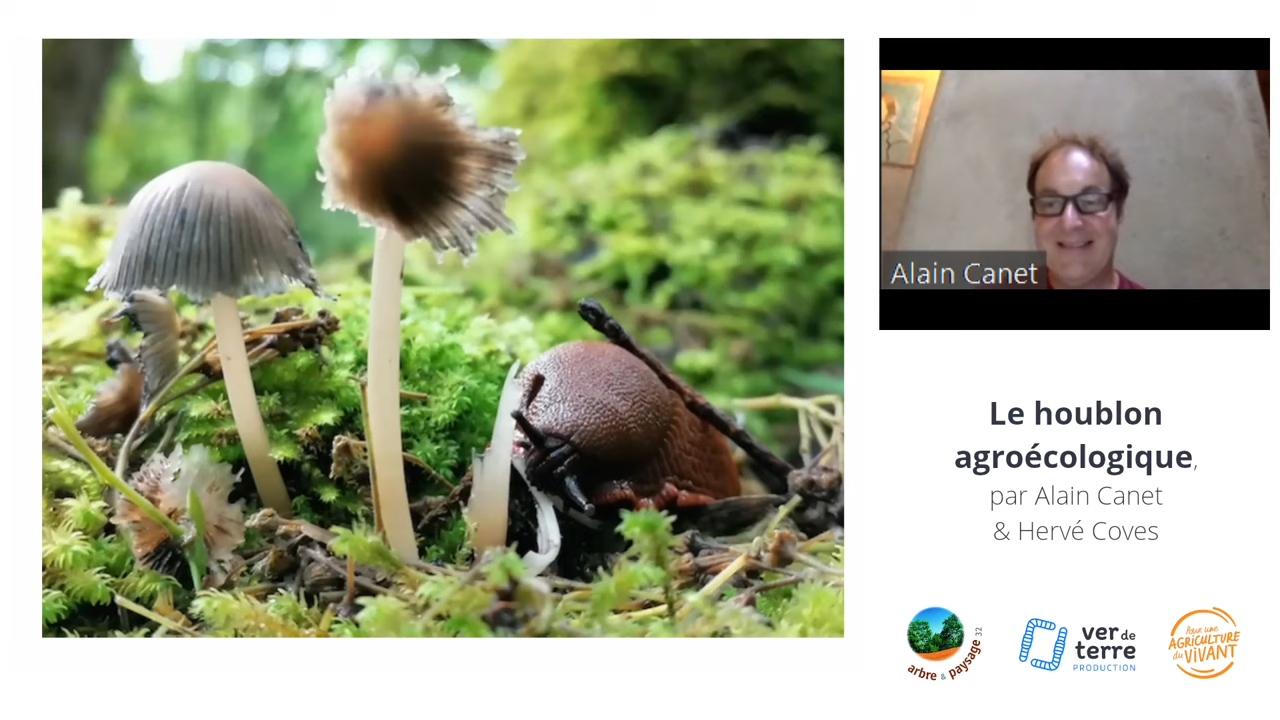 Alain Canet
Le houblon
agroécologique,
par Alain Canet
& Hervé Coves
arbre & paysage 32
ver de
terre
PRODUCTION
Pour une
AGRICULTURE
du ViVANT